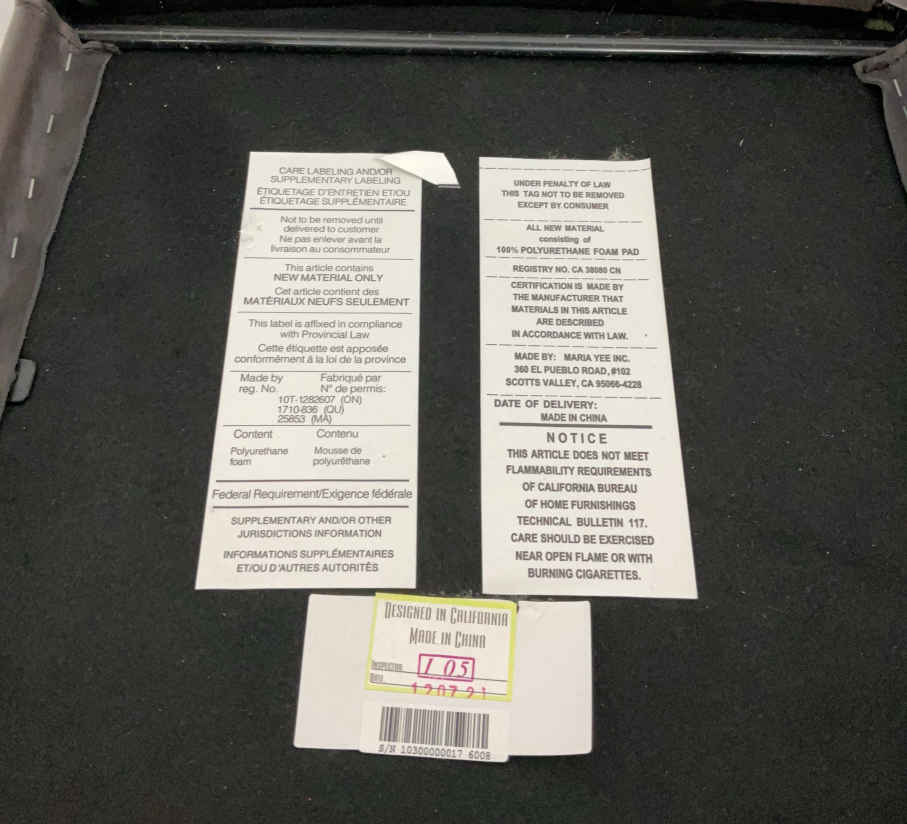 CARE LABELING AND/OR
SUPPLEMENTARY LABELING
ÉTIQUETAGE D'ENTRETIEN ET/OU
ÉTIQUETAGE SUPPLÉMENTAIRE
Not to be removed until
delivered to customer
Ne pas enlever avant la
livraison au consommateur
This article contains
NEW MATERIAL ONLY
Cet article contient des
MATÉRIAUX NEUFS SEULEMENT
This label is affixed in compliance
with Provincial Law
Cette étiquette est apposée
conformément à la loi de la province
Made by Fabriqué par
reg. No. N° de permis:
10T-1282607 (ON)
1710-836 (QU)
25853 (MA)
Content Contenu
Polyurethane Mousse de
foam polyuréthane
Federal Requirement/Exigence fédérale
SUPPLEMENTARY AND/OR OTHER
JURISDICTIONS INFORMATION
INFORMATIONS SUPPLÉMENTAIRES
ET/OU D'AUTRES AUTORITÉS
UNDER PENALTY OF LAW
THIS TAG NOT TO BE REMOVED
EXCEPT BY CONSUMER
ALL NEW MATERIAL
consisting of
100% POLYURETHANE FOAM PAD
REGISTRY NO. CA 38080 CN
CERTIFICATION IS MADE BY
THE MANUFACTURER THAT
MATERIALS IN THIS ARTICLE
ARE DESCRIBED
IN ACCORDANCE WITH LAW.
MADE BY: MARIA YEE INC.
360 EL PUEBLO ROAD, #102
SCOTTS VALLEY, CA 95066-4228
DATE OF DELIVERY:
MADE IN CHINA
NOTICE
THIS ARTICLE DOES NOT MEET
FLAMMABILITY REQUIREMENTS
OF CALIFORNIA BUREAU
OF HOME FURNISHINGS
TECHNICAL BULLETIN 117.
CARE SHOULD BE EXERCISED
NEAR OPEN FLAME OR WITH
BURNING CIGARETTES.
DESIGNED IN CALIFORNIA
MADE IN CHINA
INSPECTOR 105
DATE 120721
S/N 10300000017 6008